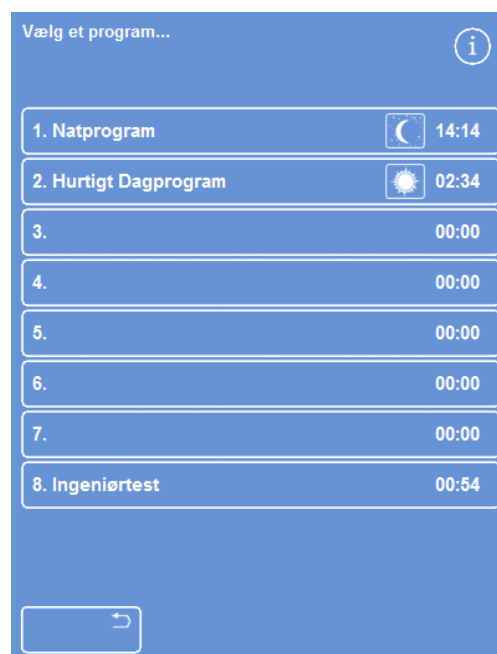 Vælg et program...
i
1. Natprogram 14:14
2. Hurtigt Dagprogram 02:34
3. 00:00
4. 00:00
5. 00:00
6. 00:00
7. 00:00
8. Ingeniørtest 00:54